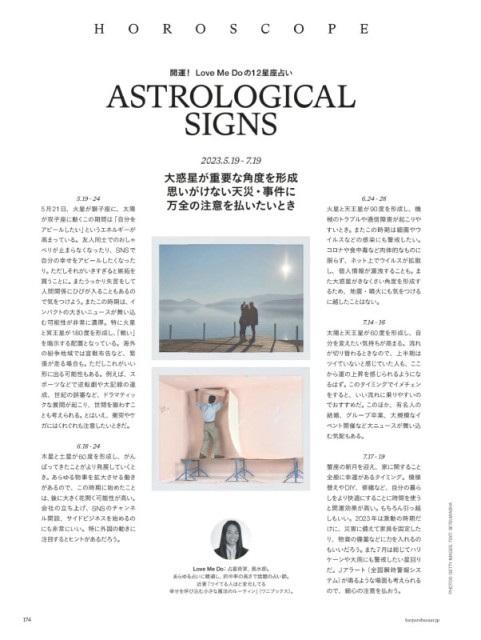 HOROSCOPE
開運！ Love Me Doの12星座占い
ASTROLOGICAL
SIGNS
2023.5.19 - 7.19
大惑星が重要な角度を形成
思いがけない天災・事件に
万全の注意を払いたいとき
5.19 - 24
5月21日、火星が獅子座に、太陽
が双子座に動くこの期間は「自分を
アピールしたい」というエネルギーが
高まっている。友人同士でのおしゃ
べりが止まらなくなったり、SNSで
自分の幸せをアピールしたくなった
り。ただしそれがいきすぎると嫉妬を
買うことに。またうっかり失言をして
人間関係にひびが入ることもあるの
で気をつけよう。またこの時期は、イ
ンパクトの大きいニュースが舞い込
む可能性が非常に濃厚。特に火星
と冥王星が180度を形成し、「戦い」
を暗示する配置となっている。海外
の紛争地域では宣戦布告など、緊
張が走る場合も。ただしこれがいい
形に出る可能性もある。例えば、ス
ポーツなどで逆転劇や大記録の達
成、世紀の誤審など、ドラマティッ
クな展開が起こり、世間を賑わすこ
とも考えられる。とはいえ、衝突やケ
ガにはくれぐれも注意したいときだ。
6.18 - 24
木星と土星が60度を形成し、がん
ばってきたことがより発展していくと
き。あらゆる物事を拡大させる働き
があるので、この時期に始めたこと
は、後に大きく花開く可能性が高い。
会社の立ち上げ、SNSのチャンネ
ル開設、サイドビジネスを始めるの
にも非常にいい。特に外国の動きに
注目するとヒントがあるだろう。
6.24 - 28
火星と天王星が90度を形成し、機
械のトラブルや通信障害が起こりや
すいとき。またこの時期は細菌やウ
イルスなどの感染にも警戒したい。
コロナや食中毒など肉体的なものに
限らず、ネット上でウイルスが拡散
し、個人情報が漏洩することも。ま
た大惑星がきなくさい角度を形成す
るため、地震・噴火にも気をつける
に越したことはない。
7.14 - 16
太陽と天王星が60度を形成し、自
分を変えたい気持ちが高まる。流れ
が切り替わるときなので、上半期は
ツイていないと感じていた人も、ここ
から運の上昇を感じられるようにな
るはず。このタイミングでイメチェン
をすると、いい流れに乗りやすいの
でおすすめだ。このほか、有名人の
結婚、グループ卒業、大規模なイ
ベント開催など大ニュースが舞い込
む気配もある。
7.17 - 19
蟹座の新月を迎え、家に関すること
全般に幸運があるタイミング。模様
替えやDIY、修繕など、自分の暮ら
しをより快適にすることに時間を使う
と開運効果が高い。もちろん引っ越
しもいい。2023年は激動の時期だ
けに、災害に備えて家具を固定した
り、物資の備蓄などに力を入れるの
もいいだろう。また7月は総じてハリ
ケーンや大雨にも警戒したい星回り
だ。Jアラート（全国瞬時警報シス
テム）が鳴るような場面も考えられる
ので、細心の注意を払おう。
Love Me Do：占星術家、風水師。
あらゆる占いに精通し、的中率の高さで話題の占い師。
近著『ツイてる人ほど変化してる
幸せを呼び込む小さな魔法のルーティン』（ワニブックス）。
174
harpersbazaar.jp